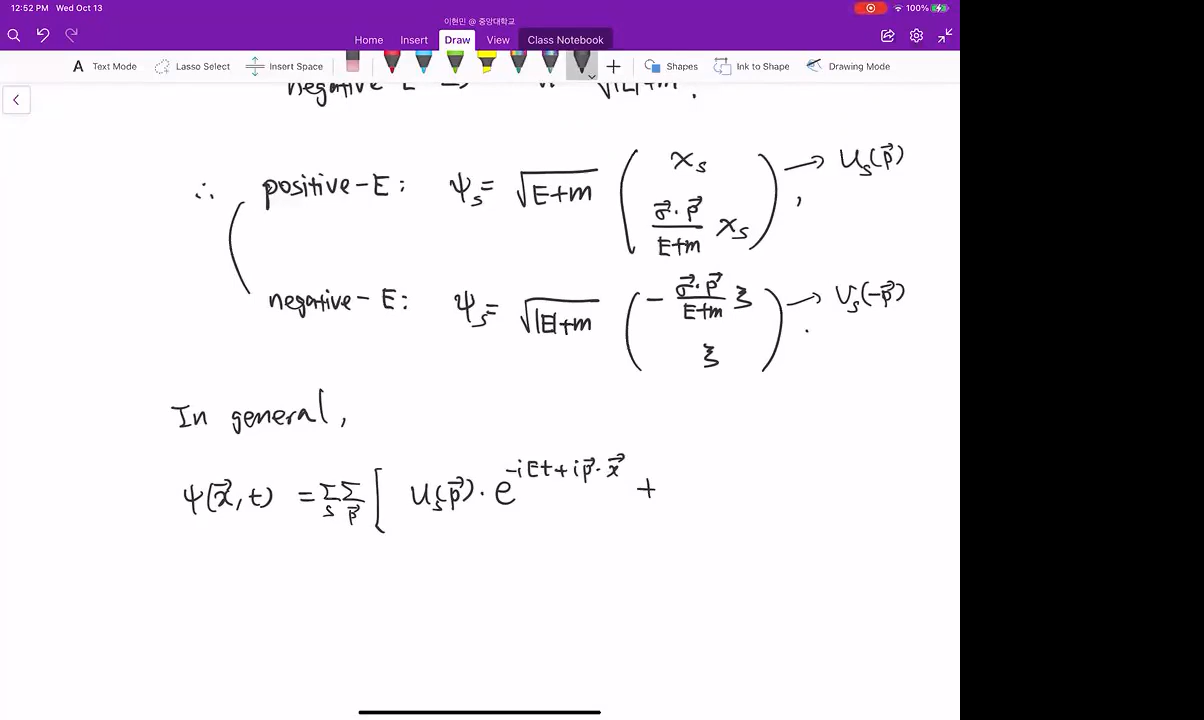 12:52 PM Wed Oct 13
100%
이현민 @ 중앙대학교
Home Insert Draw View Class Notebook
Text Mode Lasso Select Insert Space Shapes Ink to Shape Drawing Mode
negative-E ⇒ √|E|+m.
∴ positive-E: ψₛ = √E+m ( χₛ ; σ⃗·p⃗/E+m χₛ ) → Uₛ(p⃗) ,
negative-E: ψₛ = √|E|+m ( - σ⃗·p⃗/E+m ξ ; ξ ) → Vₛ(-p⃗) .
In general,
ψ(x⃗, t) = Σₛ Σ_p⃗ [ Uₛ(p⃗) · e^{-iEt+ip⃗·x⃗} +